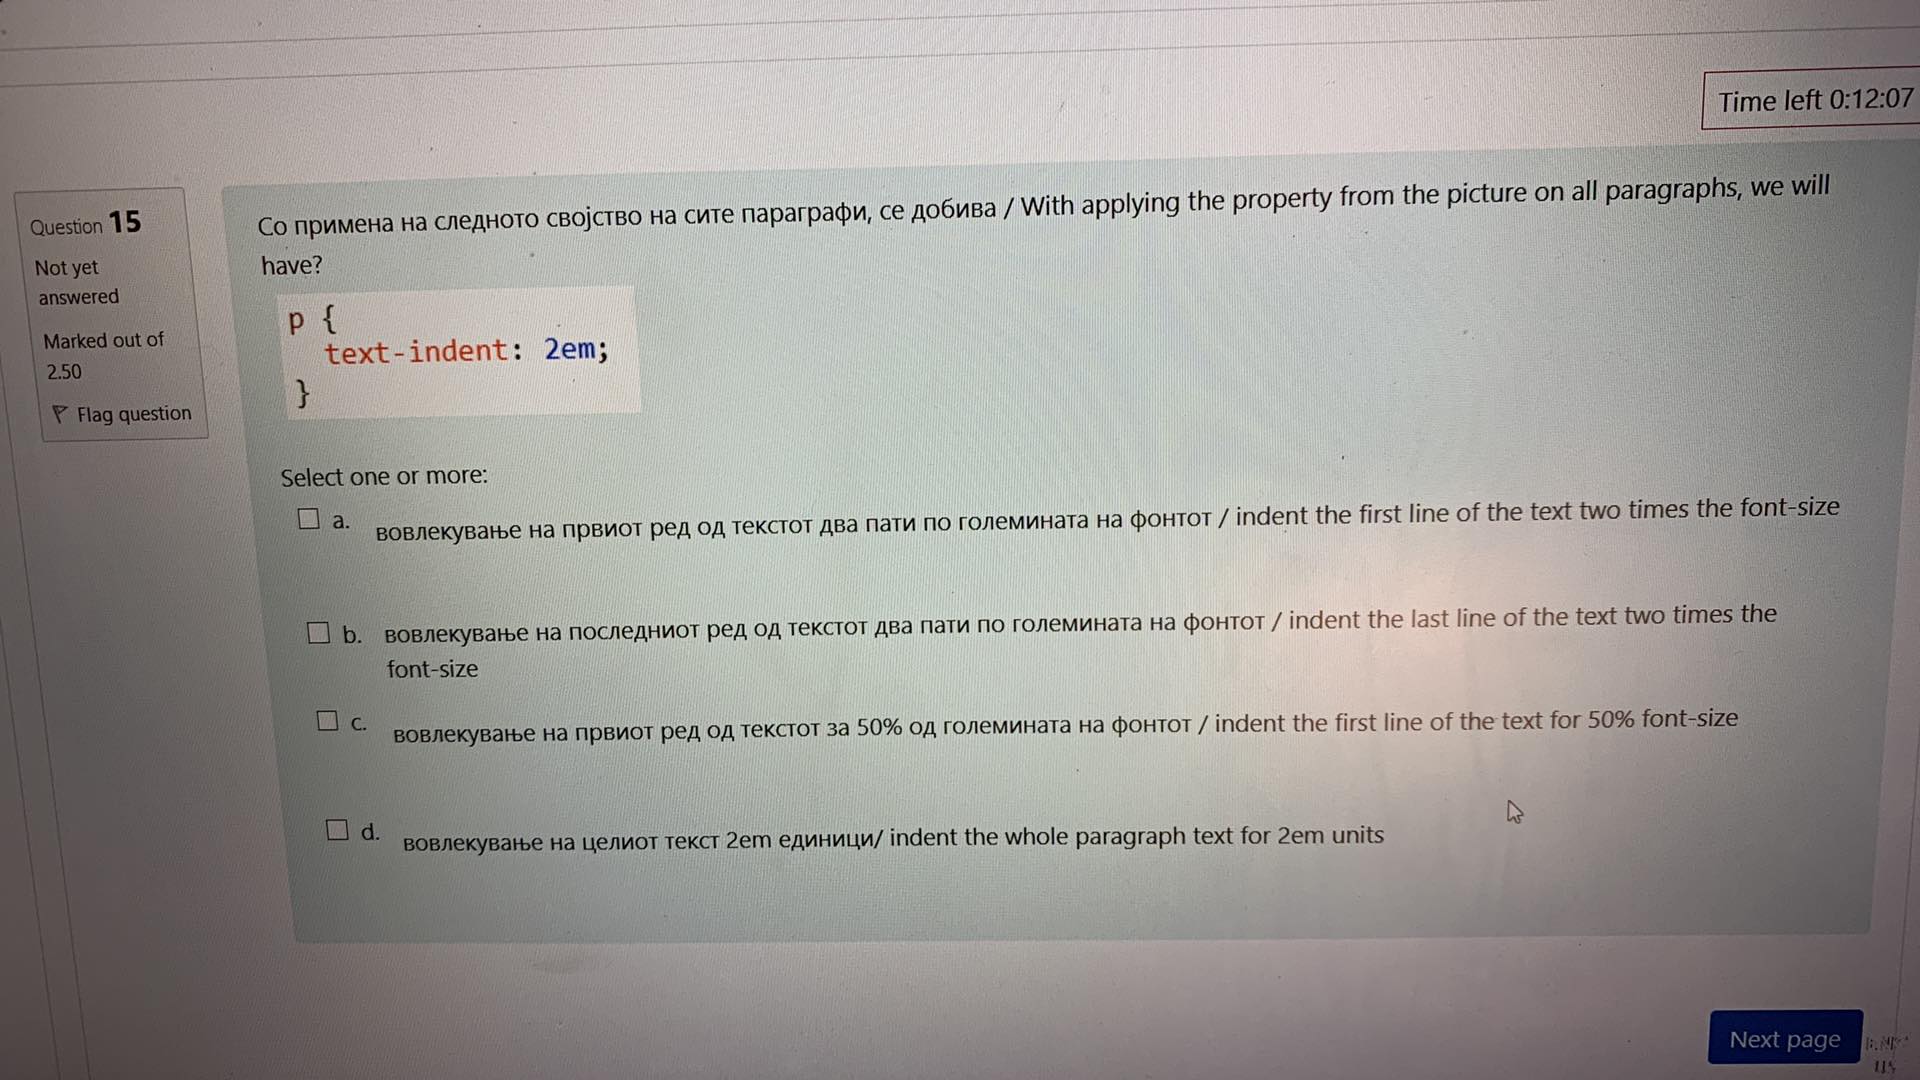 Time left 0:12:07
Question 15
Not yet
answered
Marked out of
2.50
Flag question
Со примена на следното својство на сите параграфи, се добива / With applying the property from the picture on all paragraphs, we will
have?
p {
text-indent: 2em;
}
Select one or more:
a. вовлекување на првиот ред од текстот два пати по големината на фонтот / indent the first line of the text two times the font-size
b. вовлекување на последниот ред од текстот два пати по големината на фонтот / indent the last line of the text two times the
font-size
c. вовлекување на првиот ред од текстот за 50% од големината на фонтот / indent the first line of the text for 50% font-size
d. вовлекување на целиот текст 2em единици/ indent the whole paragraph text for 2em units
Next page